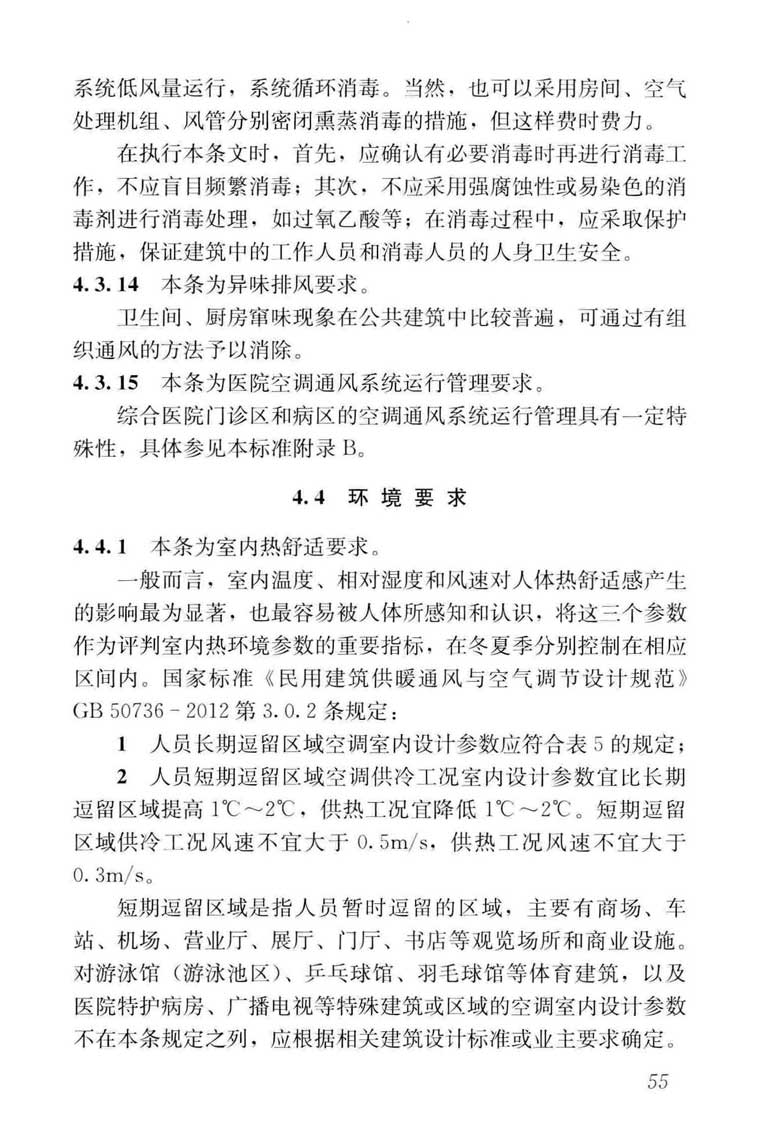 系统低风量运行，系统循环消毒。当然，也可以采用房间、空气
处理机组、风管分别密闭熏蒸消毒的措施，但这样费时费力。
在执行本条文时，首先，应确认有必要消毒时再进行消毒工
作，不应盲目频繁消毒；其次，不应采用强腐蚀性或易染色的消
毒剂进行消毒处理，如过氧乙酸等；在消毒过程中，应采取保护
措施，保证建筑中的工作人员和消毒人员的人身卫生安全。
4.3.14 本条为异味排风要求。
卫生间、厨房窜味现象在公共建筑中比较普遍，可通过有组
织通风的方法予以消除。
4.3.15 本条为医院空调通风系统运行管理要求。
综合医院门诊区和病区的空调通风系统运行管理具有一定特
殊性，具体参见本标准附录 B。
4.4 环境要求
4.4.1 本条为室内热舒适要求。
一般而言，室内温度、相对湿度和风速对人体热舒适感产生
的影响最为显著，也最容易被人体所感知和认识，将这三个参数
作为评判室内热环境参数的重要指标，在冬夏季分别控制在相应
区间内。国家标准《民用建筑供暖通风与空气调节设计规范》
GB 50736－2012 第 3.0.2 条规定：
1 人员长期逗留区域空调室内设计参数应符合表 5 的规定；
2 人员短期逗留区域空调供冷工况室内设计参数宜比长期
逗留区域提高 1℃～2℃，供热工况宜降低 1℃～2℃。短期逗留
区域供冷工况风速不宜大于 0.5m/s，供热工况风速不宜大于
0.3m/s。
短期逗留区域是指人员暂时逗留的区域，主要有商场、车
站、机场、营业厅、展厅、门厅、书店等观览场所和商业设施。
对游泳馆（游泳池区）、乒乓球馆、羽毛球馆等体育建筑，以及
医院特护病房、广播电视等特殊建筑或区域的空调室内设计参数
不在本条规定之列，应根据相关建筑设计标准或业主要求确定。
55